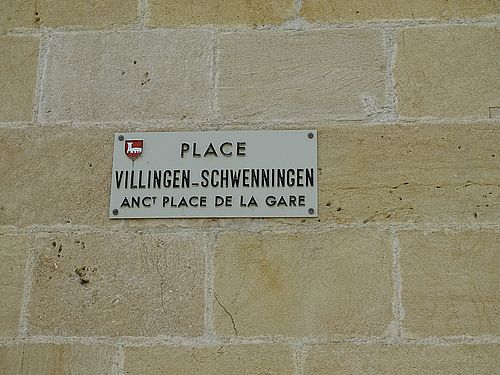 PLACE
VILLINGEN-SCHWENNINGEN
ANCT PLACE DE LA GARE